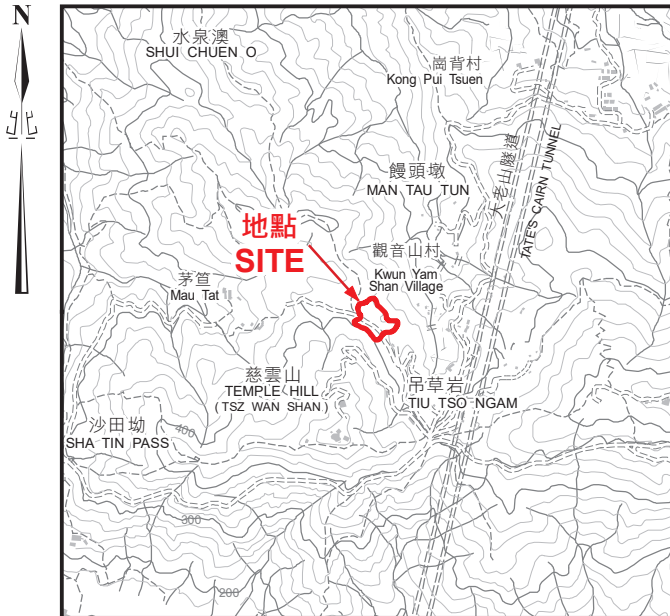 N
水泉澳
SHUI CHUEN O
崗背村
Kong Pui Tsuen
大老山隧道
TATE'S CAIRN TUNNEL
饅頭墩
MAN TAU TUN
地點
SITE
觀音山村
Kwun Yam
Shan Village
茅笪
Mau Tat
慈雲山
TEMPLE HILL
( TSZ WAN SHAN )
吊草岩
TIU TSO NGAM
沙田坳
SHA TIN PASS
400
300
200